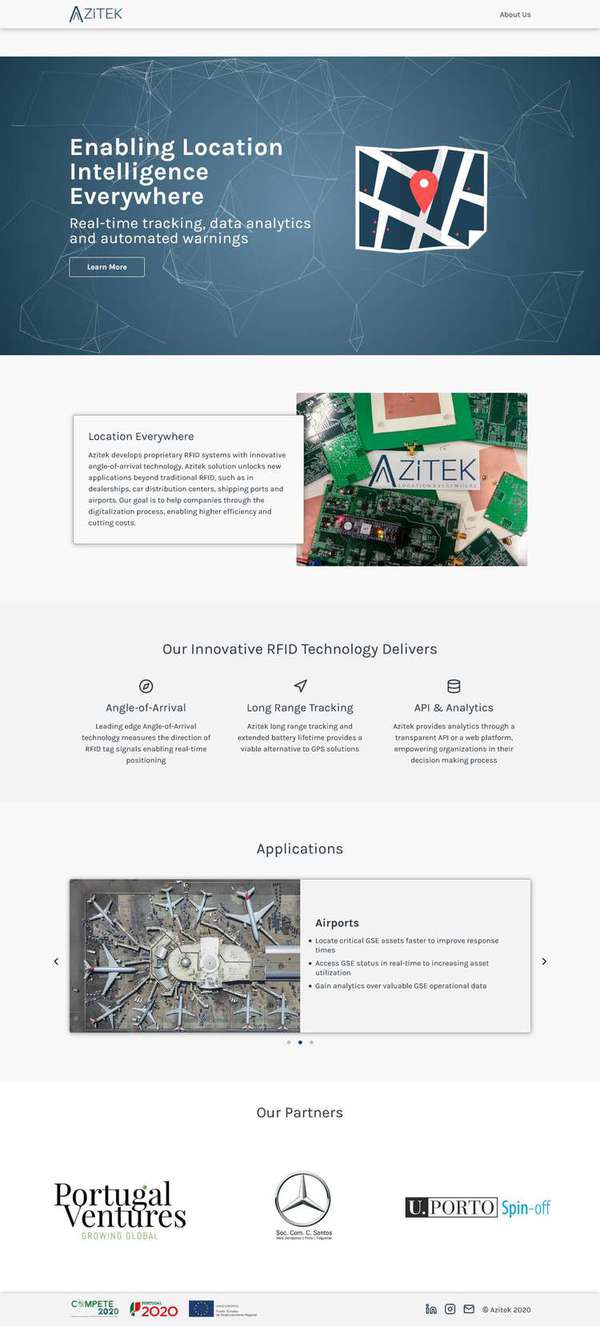 AZiTEK
About Us
Enabling Location
Intelligence
Everywhere
Real-time tracking, data analytics
and automated warnings
Learn More
Location Everywhere
Azitek develops proprietary RFID systems with innovative
angle-of-arrival technology. Azitek solution unlocks new
applications beyond traditional RFID, such as in
dealerships, car distribution centers, shipping ports and
airports. Our goal is to help companies through the
digitalization process, enabling higher efficiency and
cutting costs.
AZiTEK
LOCATION EVERYWHERE
Our Innovative RFID Technology Delivers
Angle-of-Arrival
Leading edge Angle-of-Arrival
technology measures the direction of
RFID tag signals enabling real-time
positioning
Long Range Tracking
Azitek long range tracking and
extended battery lifetime provides a
viable alternative to GPS solutions
API & Analytics
Azitek provides analytics through a
transparent API or a web platform,
empowering organizations in their
decision making process
Applications
Airports
Locate critical GSE assets faster to improve response
times
Access GSE status in real-time to increasing asset
utilization
Gain analytics over valuable GSE operational data
Our Partners
Portugal
Ventures
GROWING GLOBAL
Soc. Com. C. Santos
U.PORTO Spin-off
COMPETE
2020
PORTUGAL
2020
© Azitek 2020